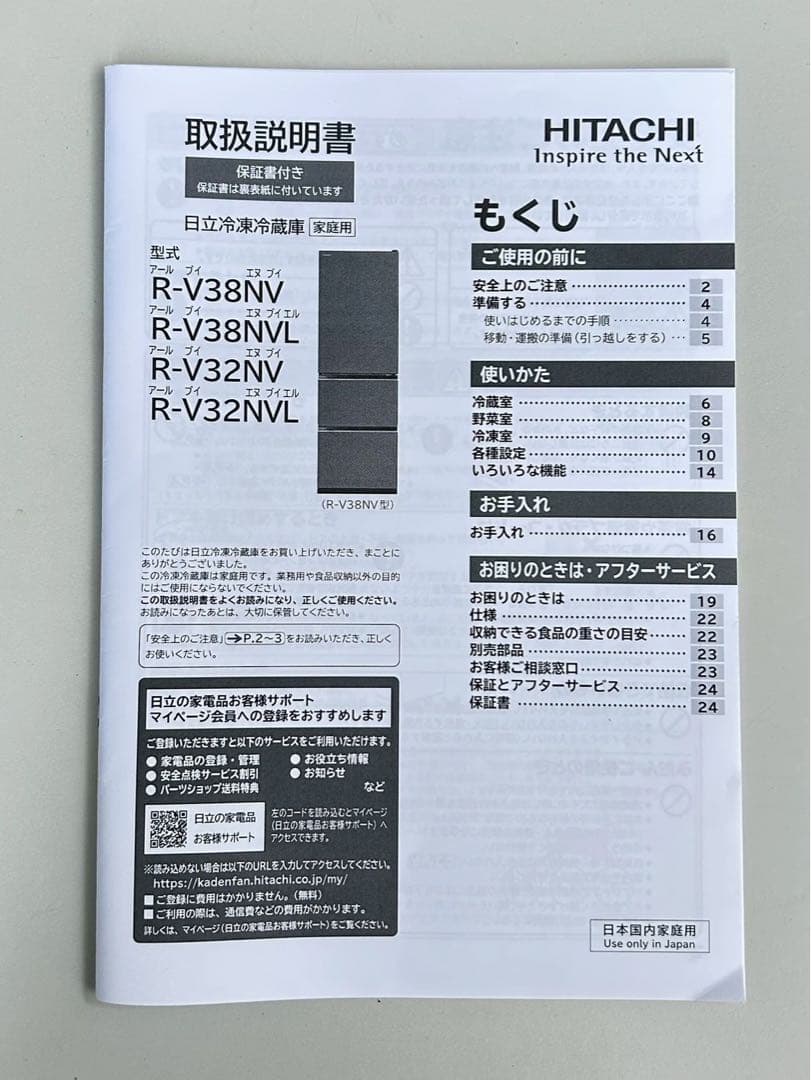 取扱説明書
保証書付き
保証書は裏表紙に付いています
日立冷凍冷蔵庫 家庭用
型式
アール ブイ エヌ ブイ
R-V38NV
アール ブイ エヌ ブイエル
R-V38NVL
アール ブイ エヌ ブイ
R-V32NV
アール ブイ エヌ ブイエル
R-V32NVL
(R-V38NV型)
このたびは日立冷凍冷蔵庫をお買い上げいただき、まことに
ありがとうございました。
この冷凍冷蔵庫は家庭用です。業務用や食品収納以外の目的
にはご使用にならないでください。
この取扱説明書をよくお読みになり、正しくご使用ください。
お読みになったあとは、大切に保管してください。
「安全上のご注意」(➔P.2~3)をお読みいただき、正しく
お使いください。
日立の家電品お客様サポート
マイページ会員への登録をおすすめします
ご登録いただきますと以下のサービスをご利用いただけます。
● 家電品の登録・管理 ● お役立ち情報
● 安全点検サービス割引 ● お知らせ
● パーツショップ送料特典 など
日立の家電品
お客様サポート
左のコードを読み込むとマイページ
(日立の家電品お客様サポート)へ
アクセスできます。
※読み込めない場合は以下のURLを入力してアクセスしてください。
https://kadenfan.hitachi.co.jp/my/
■ ご登録に費用はかかりません。(無料)
■ ご利用の際は、通信費などの費用がかかります。
詳しくは、マイページ(日立の家電品お客様サポート)をご覧ください。
HITACHI
Inspire the Next
もくじ
ご使用の前に
安全上のご注意 …… 2
準備する …… 4
使いはじめるまでの手順 …… 4
移動・運搬の準備(引っ越しをする) … 5
使いかた
冷蔵室 …… 6
野菜室 …… 8
冷凍室 …… 9
各種設定 …… 10
いろいろな機能 …… 14
お手入れ
お手入れ …… 16
お困りのときは・アフターサービス
お困りのときは …… 19
仕様 …… 22
収納できる食品の重さの目安 …… 22
別売部品 …… 23
お客様ご相談窓口 …… 23
保証とアフターサービス …… 24
保証書 …… 24
日本国内家庭用
Use only in Japan